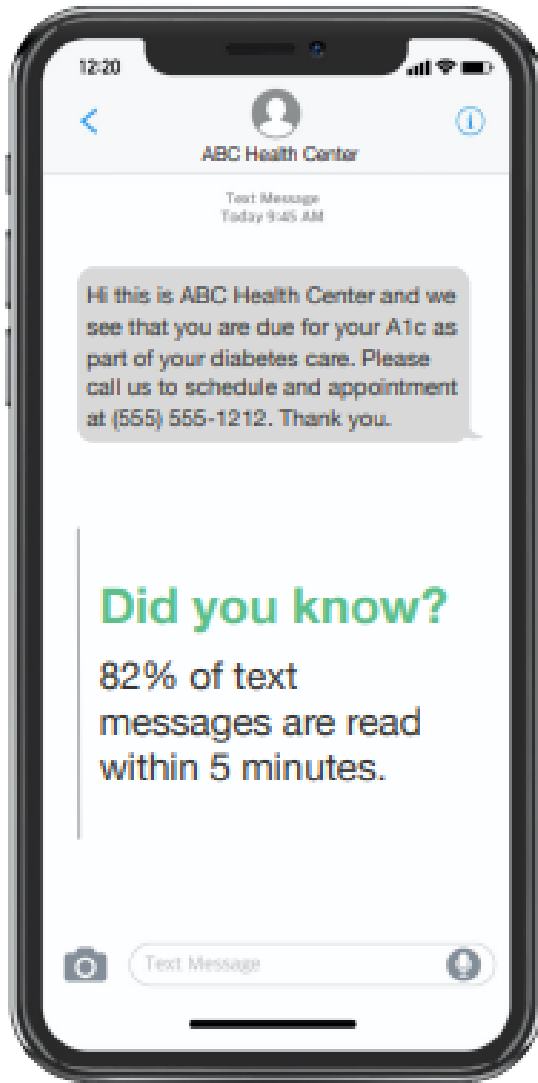 12:20
ABC Health Center
Text Message
Today 9:45 AM
Hi this is ABC Health Center and we
see that you are due for your A1c as
part of your diabetes care. Please
call us to schedule and appointment
at (555) 555-1212. Thank you.
Did you know?
82% of text
messages are read
within 5 minutes.
Text Message